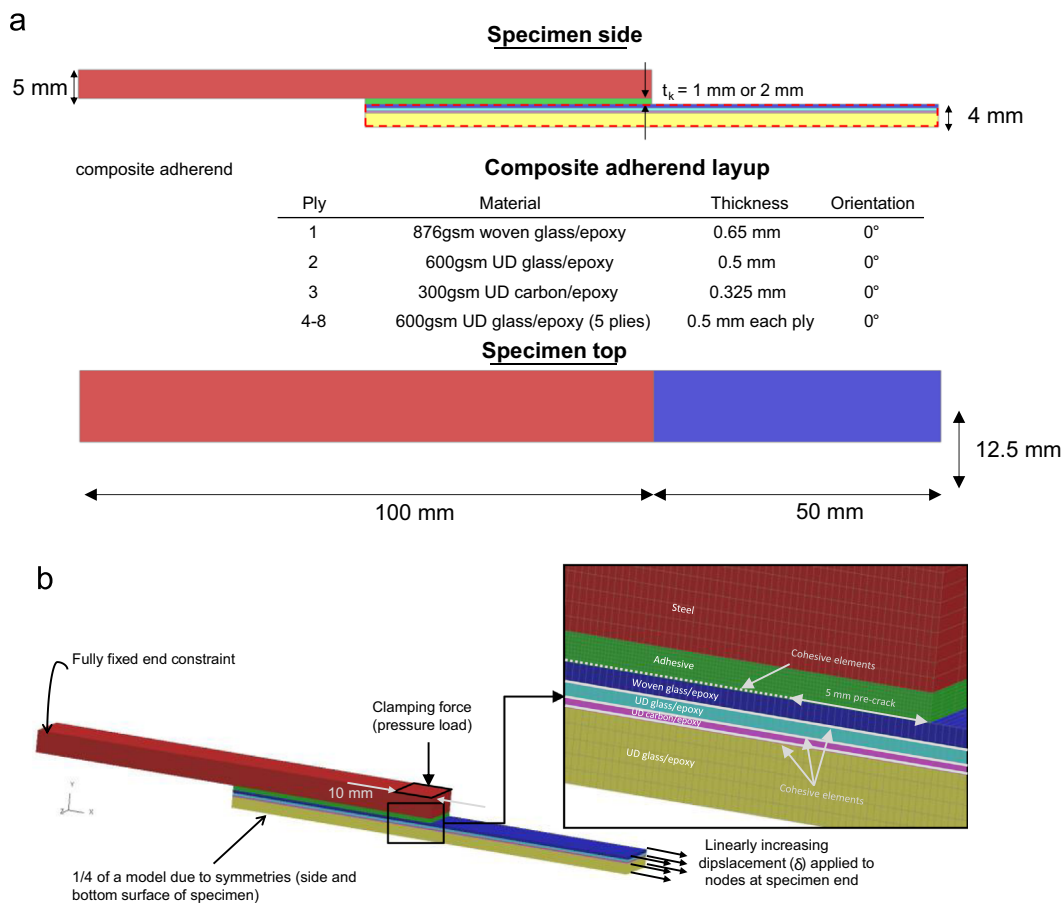 a
Specimen side
5 mm
t_k = 1 mm or 2 mm
4 mm
composite adherend
Composite adherend layup
Ply Material Thickness Orientation
1 876gsm woven glass/epoxy 0.65 mm 0°
2 600gsm UD glass/epoxy 0.5 mm 0°
3 300gsm UD carbon/epoxy 0.325 mm 0°
4-8 600gsm UD glass/epoxy (5 plies) 0.5 mm each ply 0°
Specimen top
12.5 mm
100 mm
50 mm
b
Fully fixed end constraint
Clamping force
(pressure load)
10 mm
Y
Z
X
1/4 of a model due to symmetries (side and
bottom surface of specimen)
Steel
Adhesive
Cohesive elements
Woven glass/epoxy
5 mm pre-crack
UD glass/epoxy
UD carbon/epoxy
UD glass/epoxy
Cohesive elements
Linearly increasing
diplsacement (δ) applied to
nodes at specimen end